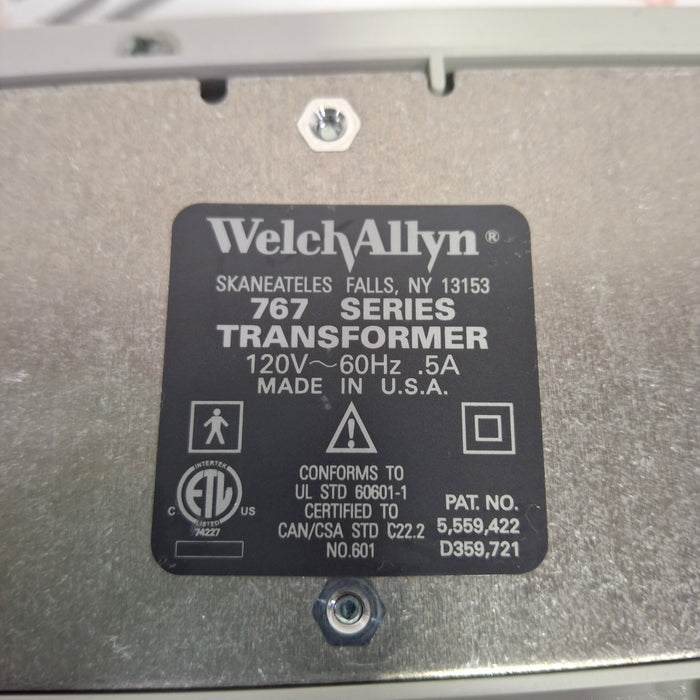 WelchAllyn®
SKANEATELES FALLS, NY 13153
767 SERIES
TRANSFORMER
120V~60Hz .5A
MADE IN U.S.A.
INTERTEK
C ETL US
LISTED
74227
CONFORMS TO
UL STD 60601-1
CERTIFIED TO
CAN/CSA STD C22.2
NO.601
PAT. NO.
5,559,422
D359,721